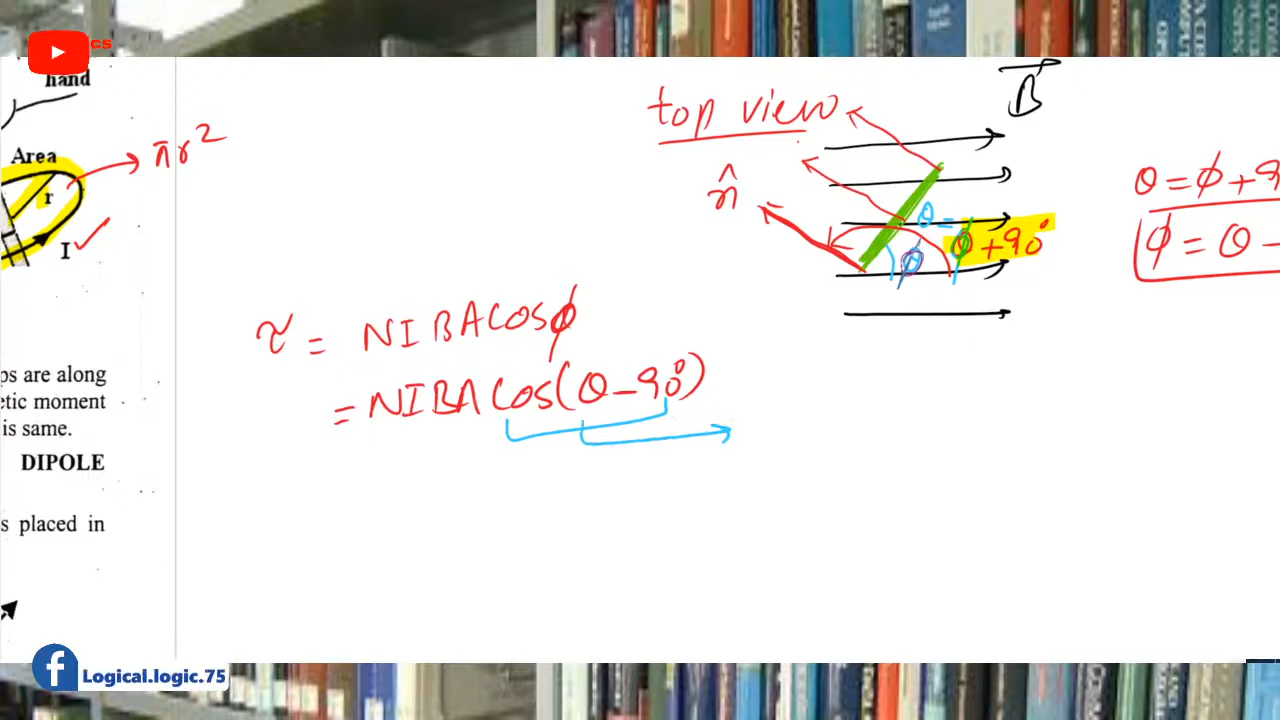 cs
hand
Area
πr²
r
I
ps are along
etic moment
is same.
DIPOLE
s placed in
top view
B
n̂
θ =
ϕ+90°
θ = ϕ+9
ϕ = θ -
τ = NIBACosϕ
= NIBACos(θ-90°)
Logical.logic.75